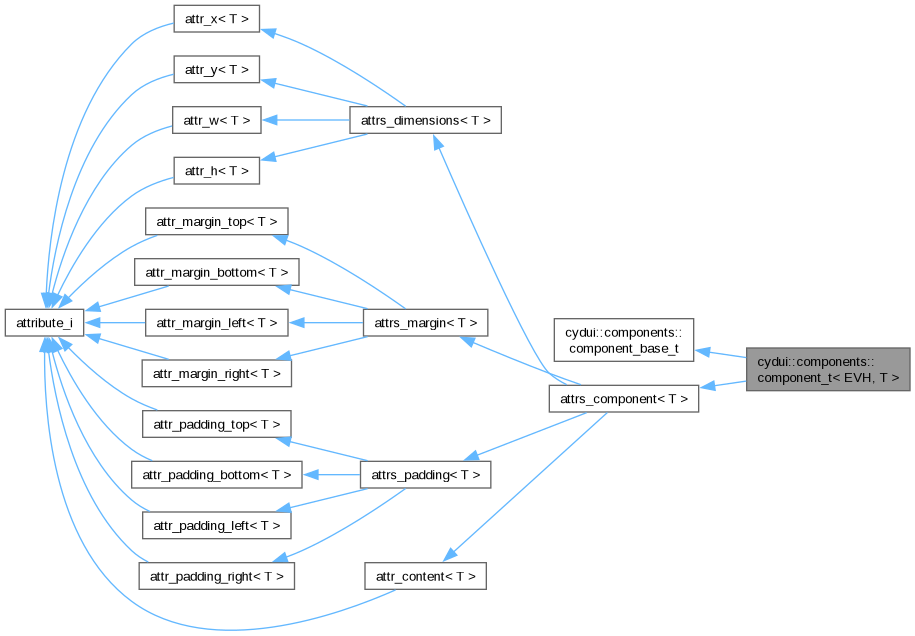 attr_x< T >
attr_y< T >
attr_w< T >
attrs_dimensions< T >
attr_h< T >
attr_margin_top< T >
attr_margin_bottom< T >
attribute_i
attr_margin_left< T >
attrs_margin< T >
cydui::components::
component_base_t
attr_margin_right< T >
cydui::components::
component_t< EVH, T >
attrs_component< T >
attr_padding_top< T >
attr_padding_bottom< T >
attrs_padding< T >
attr_padding_left< T >
attr_padding_right< T >
attr_content< T >